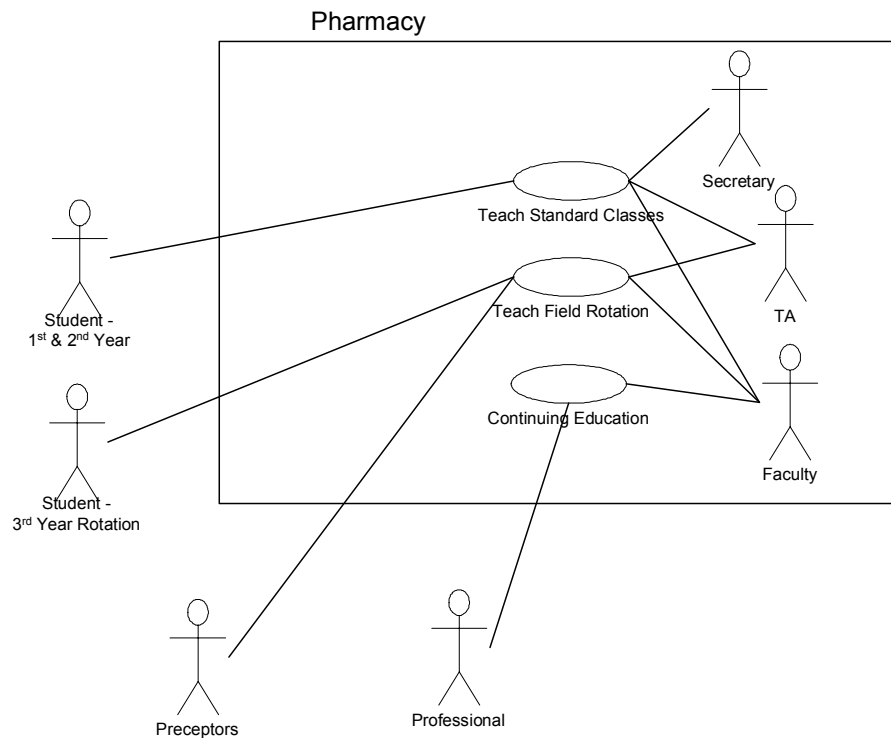 Pharmacy
Secretary
Teach Standard Classes
Student -
1st & 2nd Year
Teach Field Rotation
TA
Continuing Education
Faculty
Student -
3rd Year Rotation
Preceptors
Professional